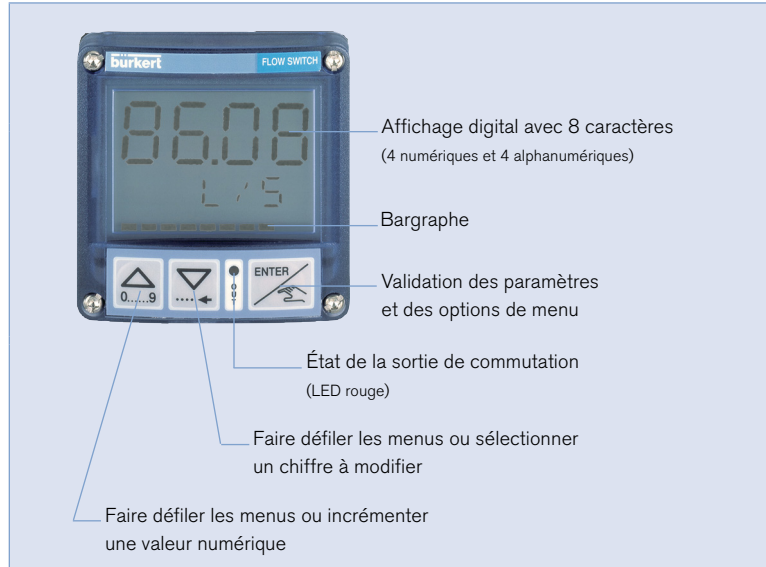 bürkert
FLOW SWITCH
86.08
L/S
Affichage digital avec 8 caractères
(4 numériques et 4 alphanumériques)
Bargraphe
0......9
OUT
ENTER
Validation des paramètres
et des options de menu
État de la sortie de commutation
(LED rouge)
Faire défiler les menus ou sélectionner
un chiffre à modifier
Faire défiler les menus ou incrémenter
une valeur numérique